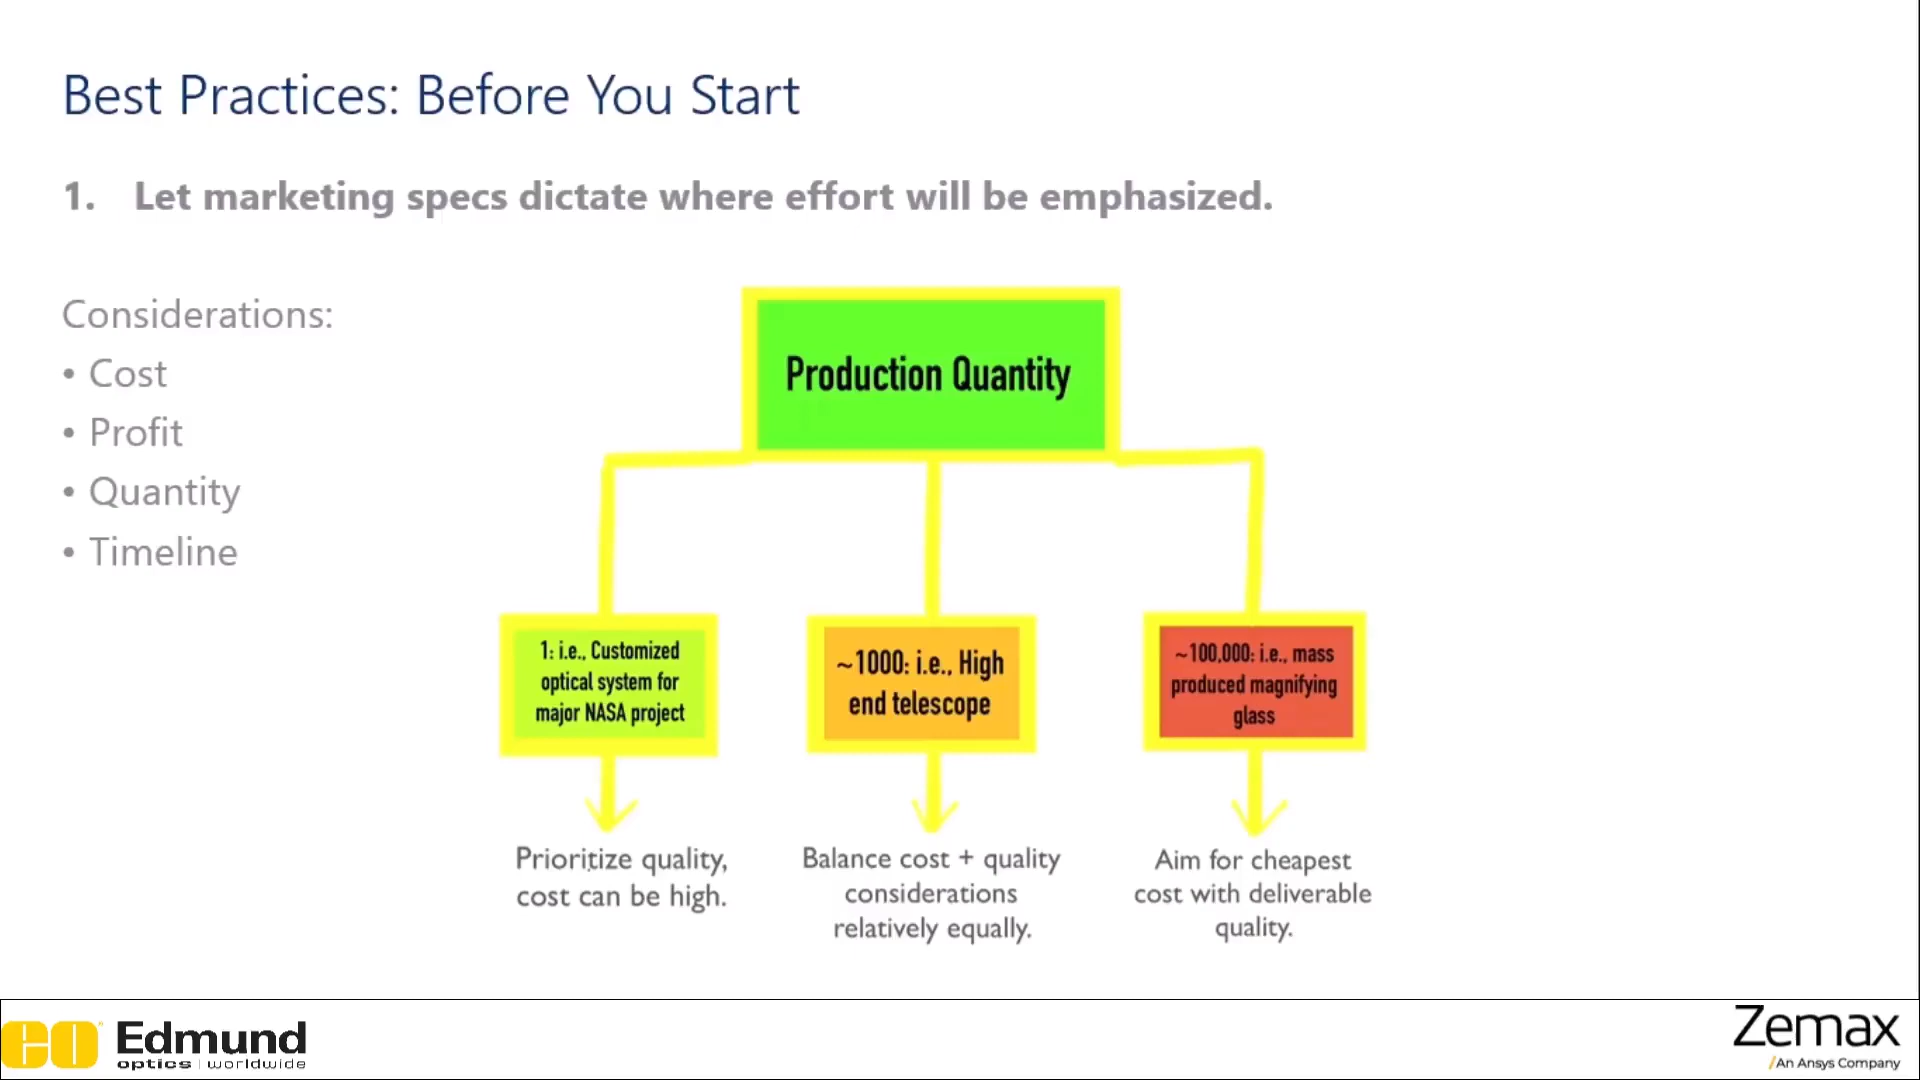 Best Practices: Before You Start
1. Let marketing specs dictate where effort will be emphasized.
Considerations:
• Cost
• Profit
• Quantity
• Timeline
Production Quantity
1: i.e., Customized
optical system for
major NASA project
~1000: i.e., High
end telescope
~100,000: i.e., mass
produced magnifying
glass
Prioritize quality,
cost can be high.
Balance cost + quality
considerations
relatively equally.
Aim for cheapest
cost with deliverable
quality.
EO Edmund
optics | worldwide
Zemax
/An Ansys Company